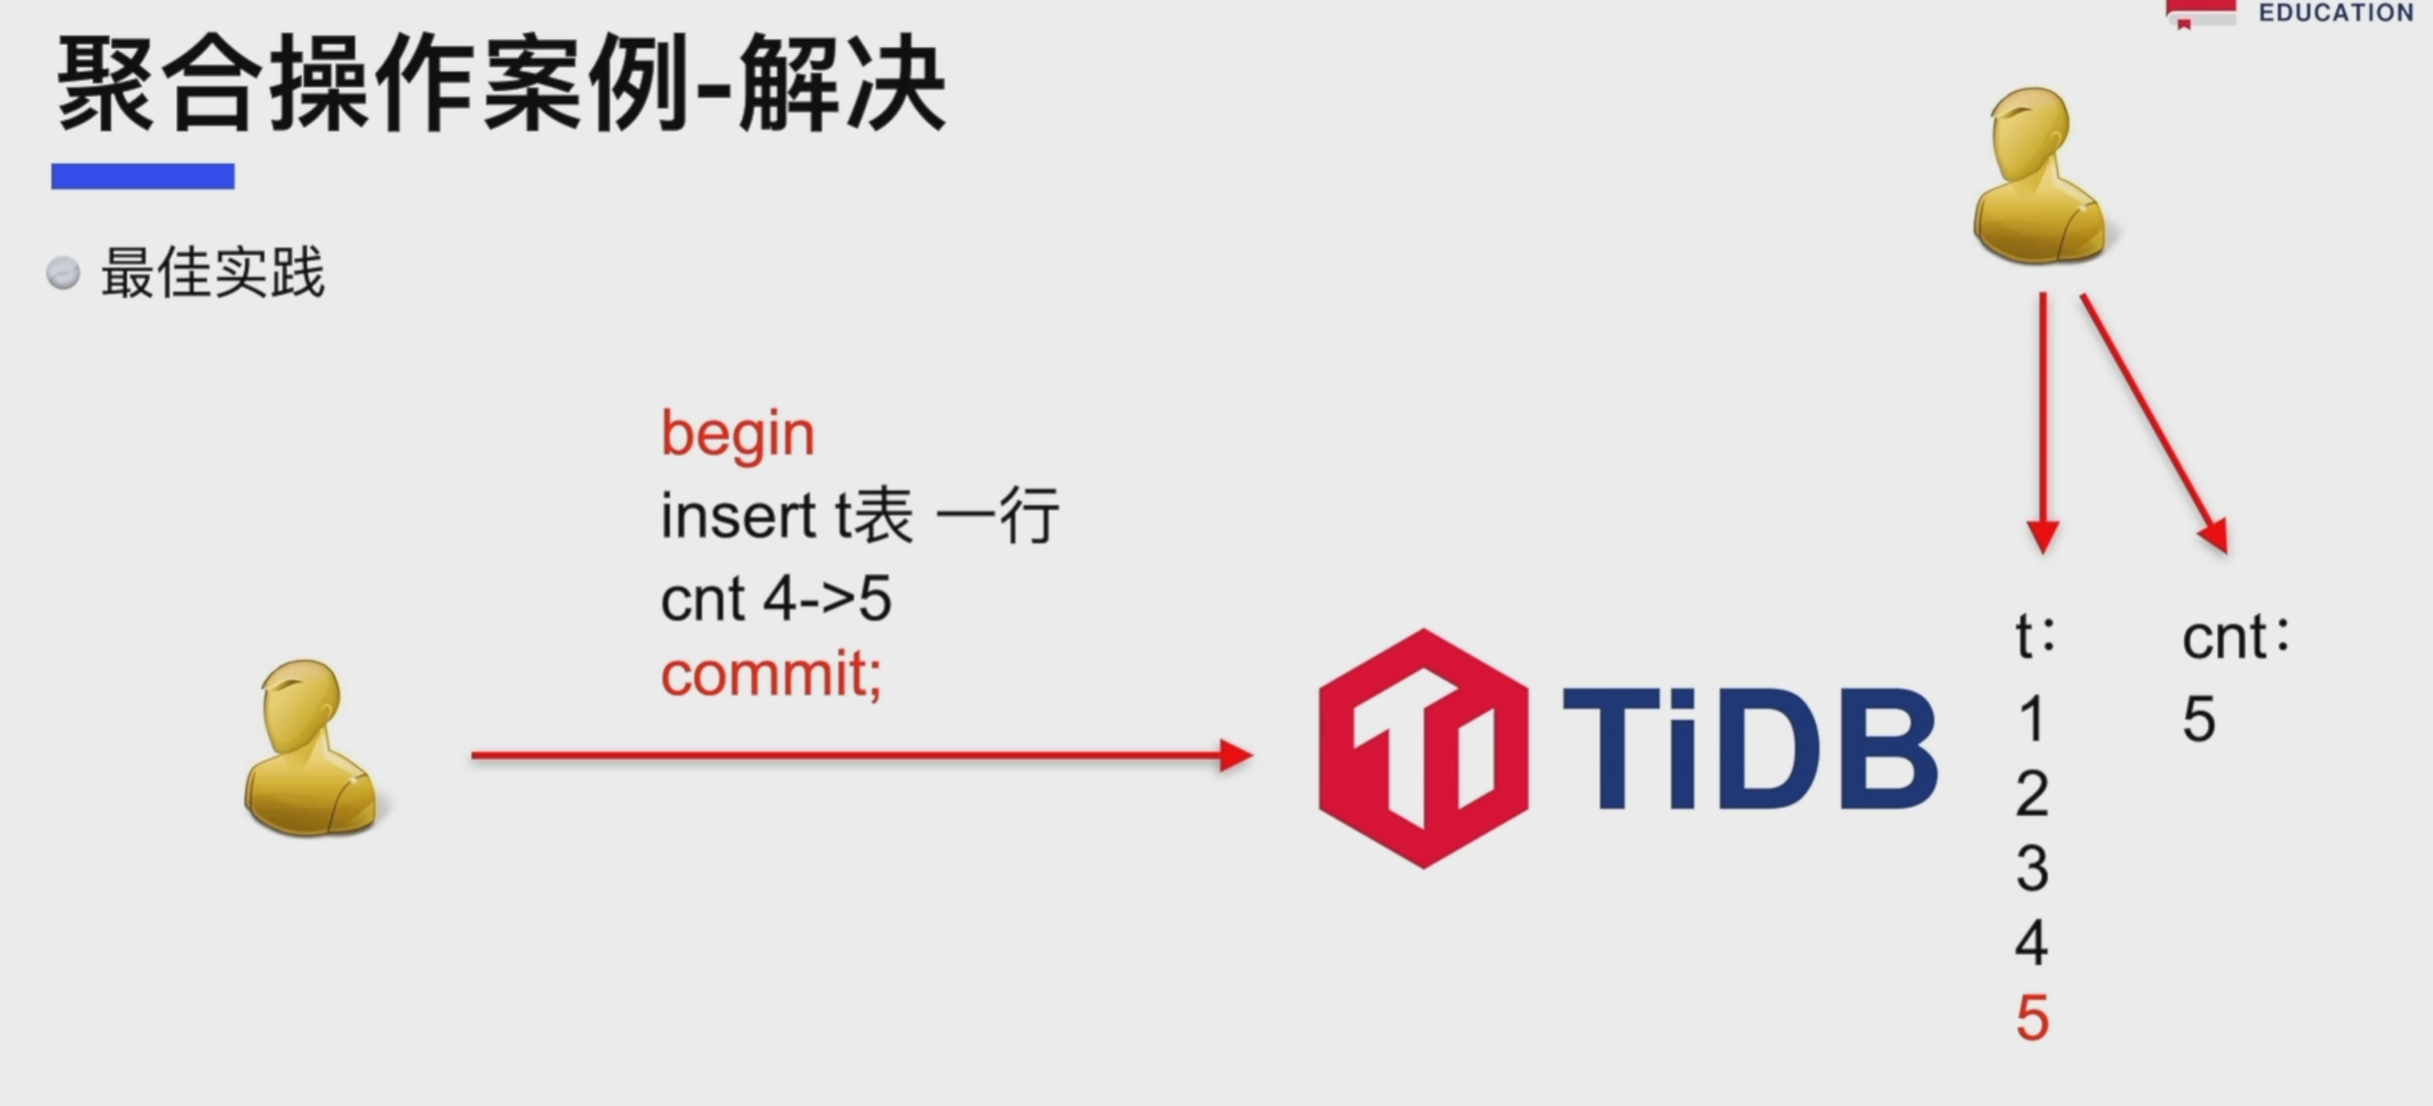 EDUCATION
聚合操作案例-解决
最佳实践
begin
insert t表 一行
cnt 4->5
commit;
TiDB
t： cnt：
1 5
2
3
4
5